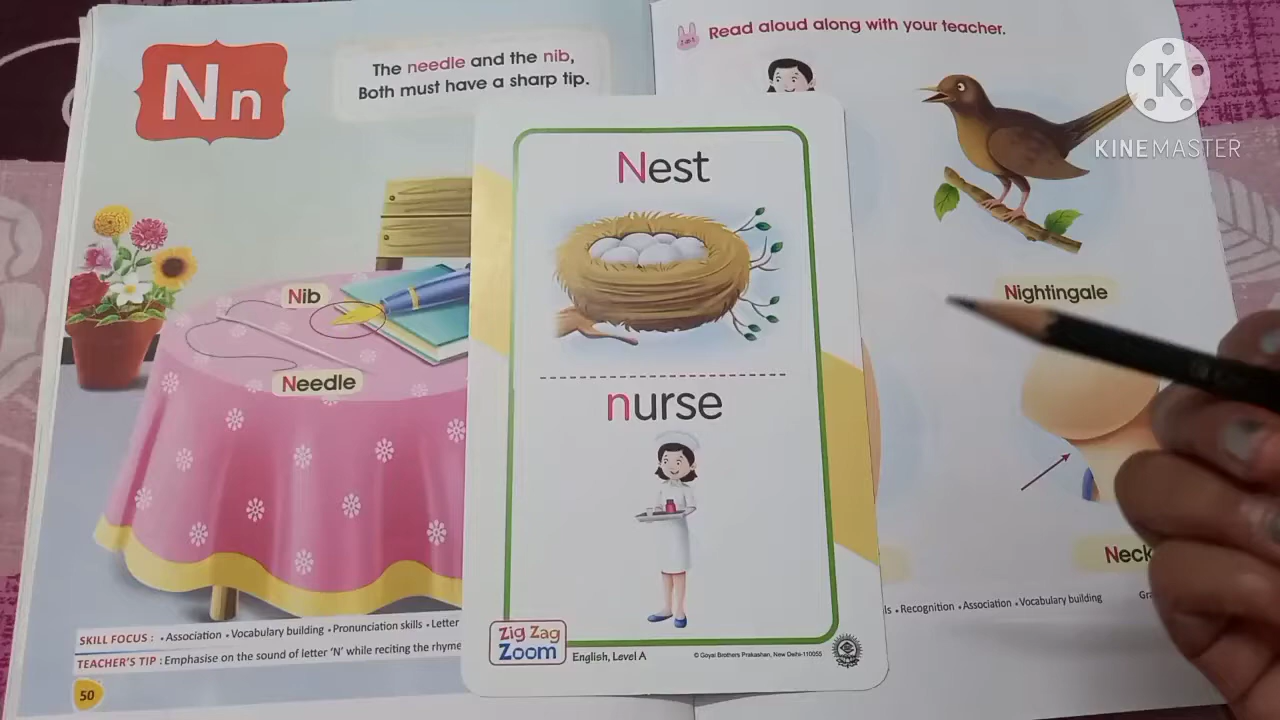 Nn
The needle and the nib,
Both must have a sharp tip.
Nib
Needle
SKILL FOCUS : • Association • Vocabulary building • Pronunciation skills • Letter
TEACHER'S TIP : Emphasise on the sound of letter 'N' while reciting the rhyme
50
Nest
nurse
Zig Zag
Zoom
English, Level A
© Goyal Brothers Prakashan, New Delhi-110055
Read aloud along with your teacher.
Nightingale
Neck
• Recognition • Association • Vocabulary building
K
KINEMASTER